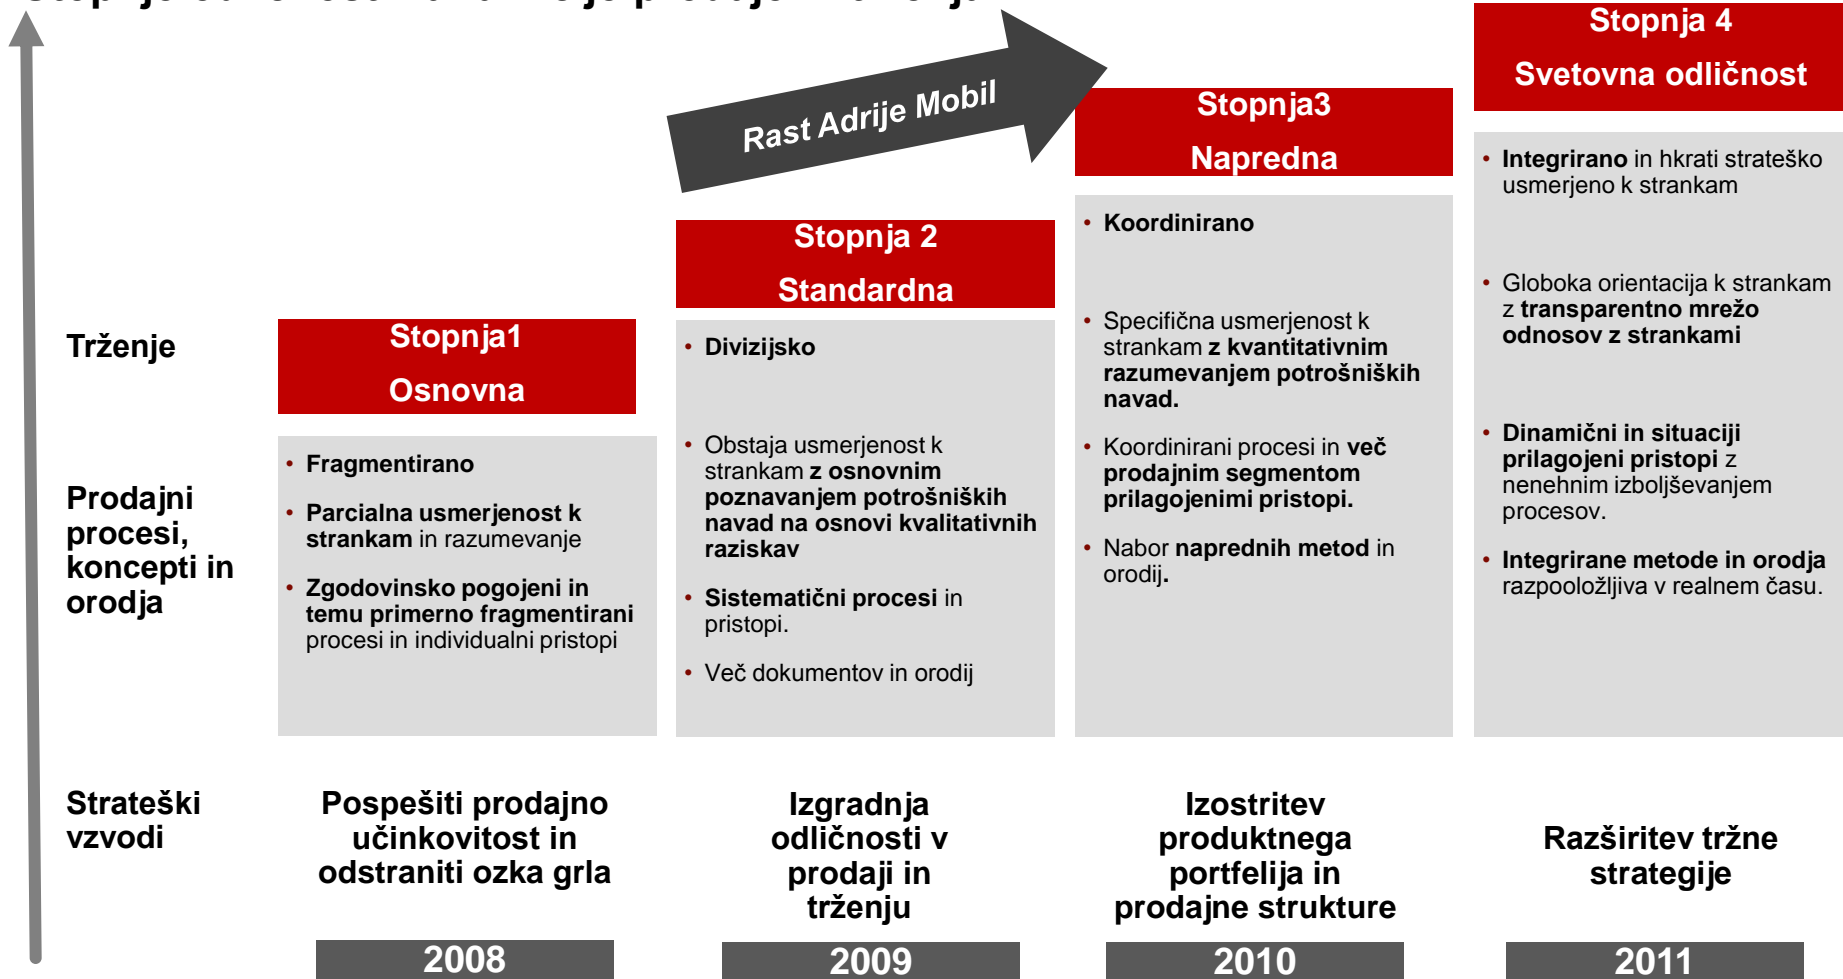 Rast Adrije Mobil
Stopnja 4
Svetovna odličnost
Stopnja3
Napredna
Stopnja 2
Standardna
Stopnja1
Osnovna
Trženje
Prodajni
procesi,
koncepti in
orodja
• Fragmentirano
• Parcialna usmerjenost k
strankam in razumevanje
• Zgodovinsko pogojeni in
temu primerno fragmentirani
procesi in individualni pristopi
• Divizijsko
• Obstaja usmerjenost k
strankam z osnovnim
poznavanjem potrošniških
navad na osnovi kvalitativnih
raziskav
• Sistematični procesi in
pristopi.
• Več dokumentov in orodij
• Koordinirano
• Specifična usmerjenost k
strankam z kvantitativnim
razumevanjem potrošniških
navad.
• Koordinirani procesi in več
prodajnim segmentom
prilagojenimi pristopi.
• Nabor naprednih metod in
orodij.
• Integrirano in hkrati strateško
usmerjeno k strankam
• Globoka orientacija k strankam
z transparentno mrežo
odnosov z strankami
• Dinamični in situaciji
prilagojeni pristopi z
nenehnim izboljševanjem
procesov.
• Integrirane metode in orodja
razpooložljiva v realnem času.
Strateški
vzvodi
Pospešiti prodajno
učinkovitost in
odstraniti ozka grla
Izgradnja
odličnosti v
prodaji in
trženju
Izostritev
produktnega
portfelija in
prodajne strukture
Razširitev tržne
strategije
2008
2009
2010
2011